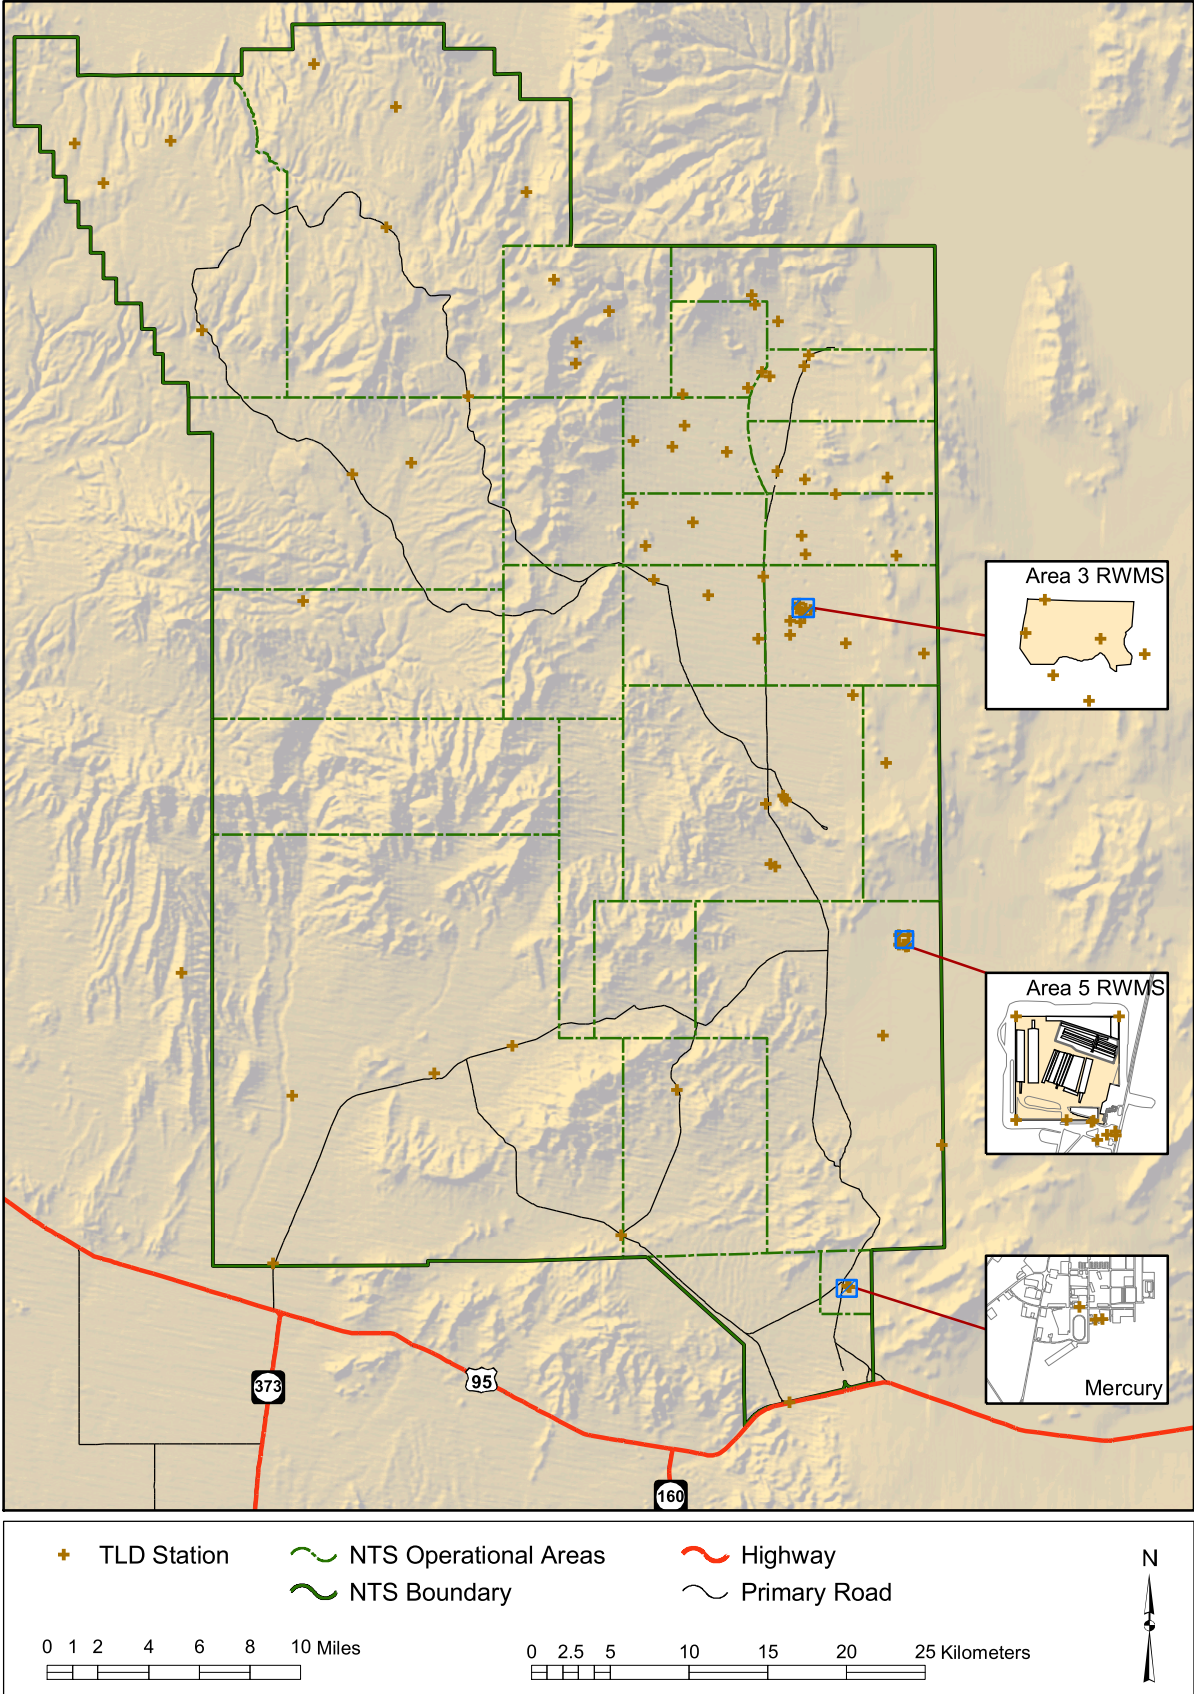 Area 3 RWMS
Area 5 RWMS
Mercury
373
95
160
TLD Station
NTS Operational Areas
NTS Boundary
Highway
Primary Road
N
0 1 2 4 6 8 10 Miles
0 2.5 5 10 15 20 25 Kilometers